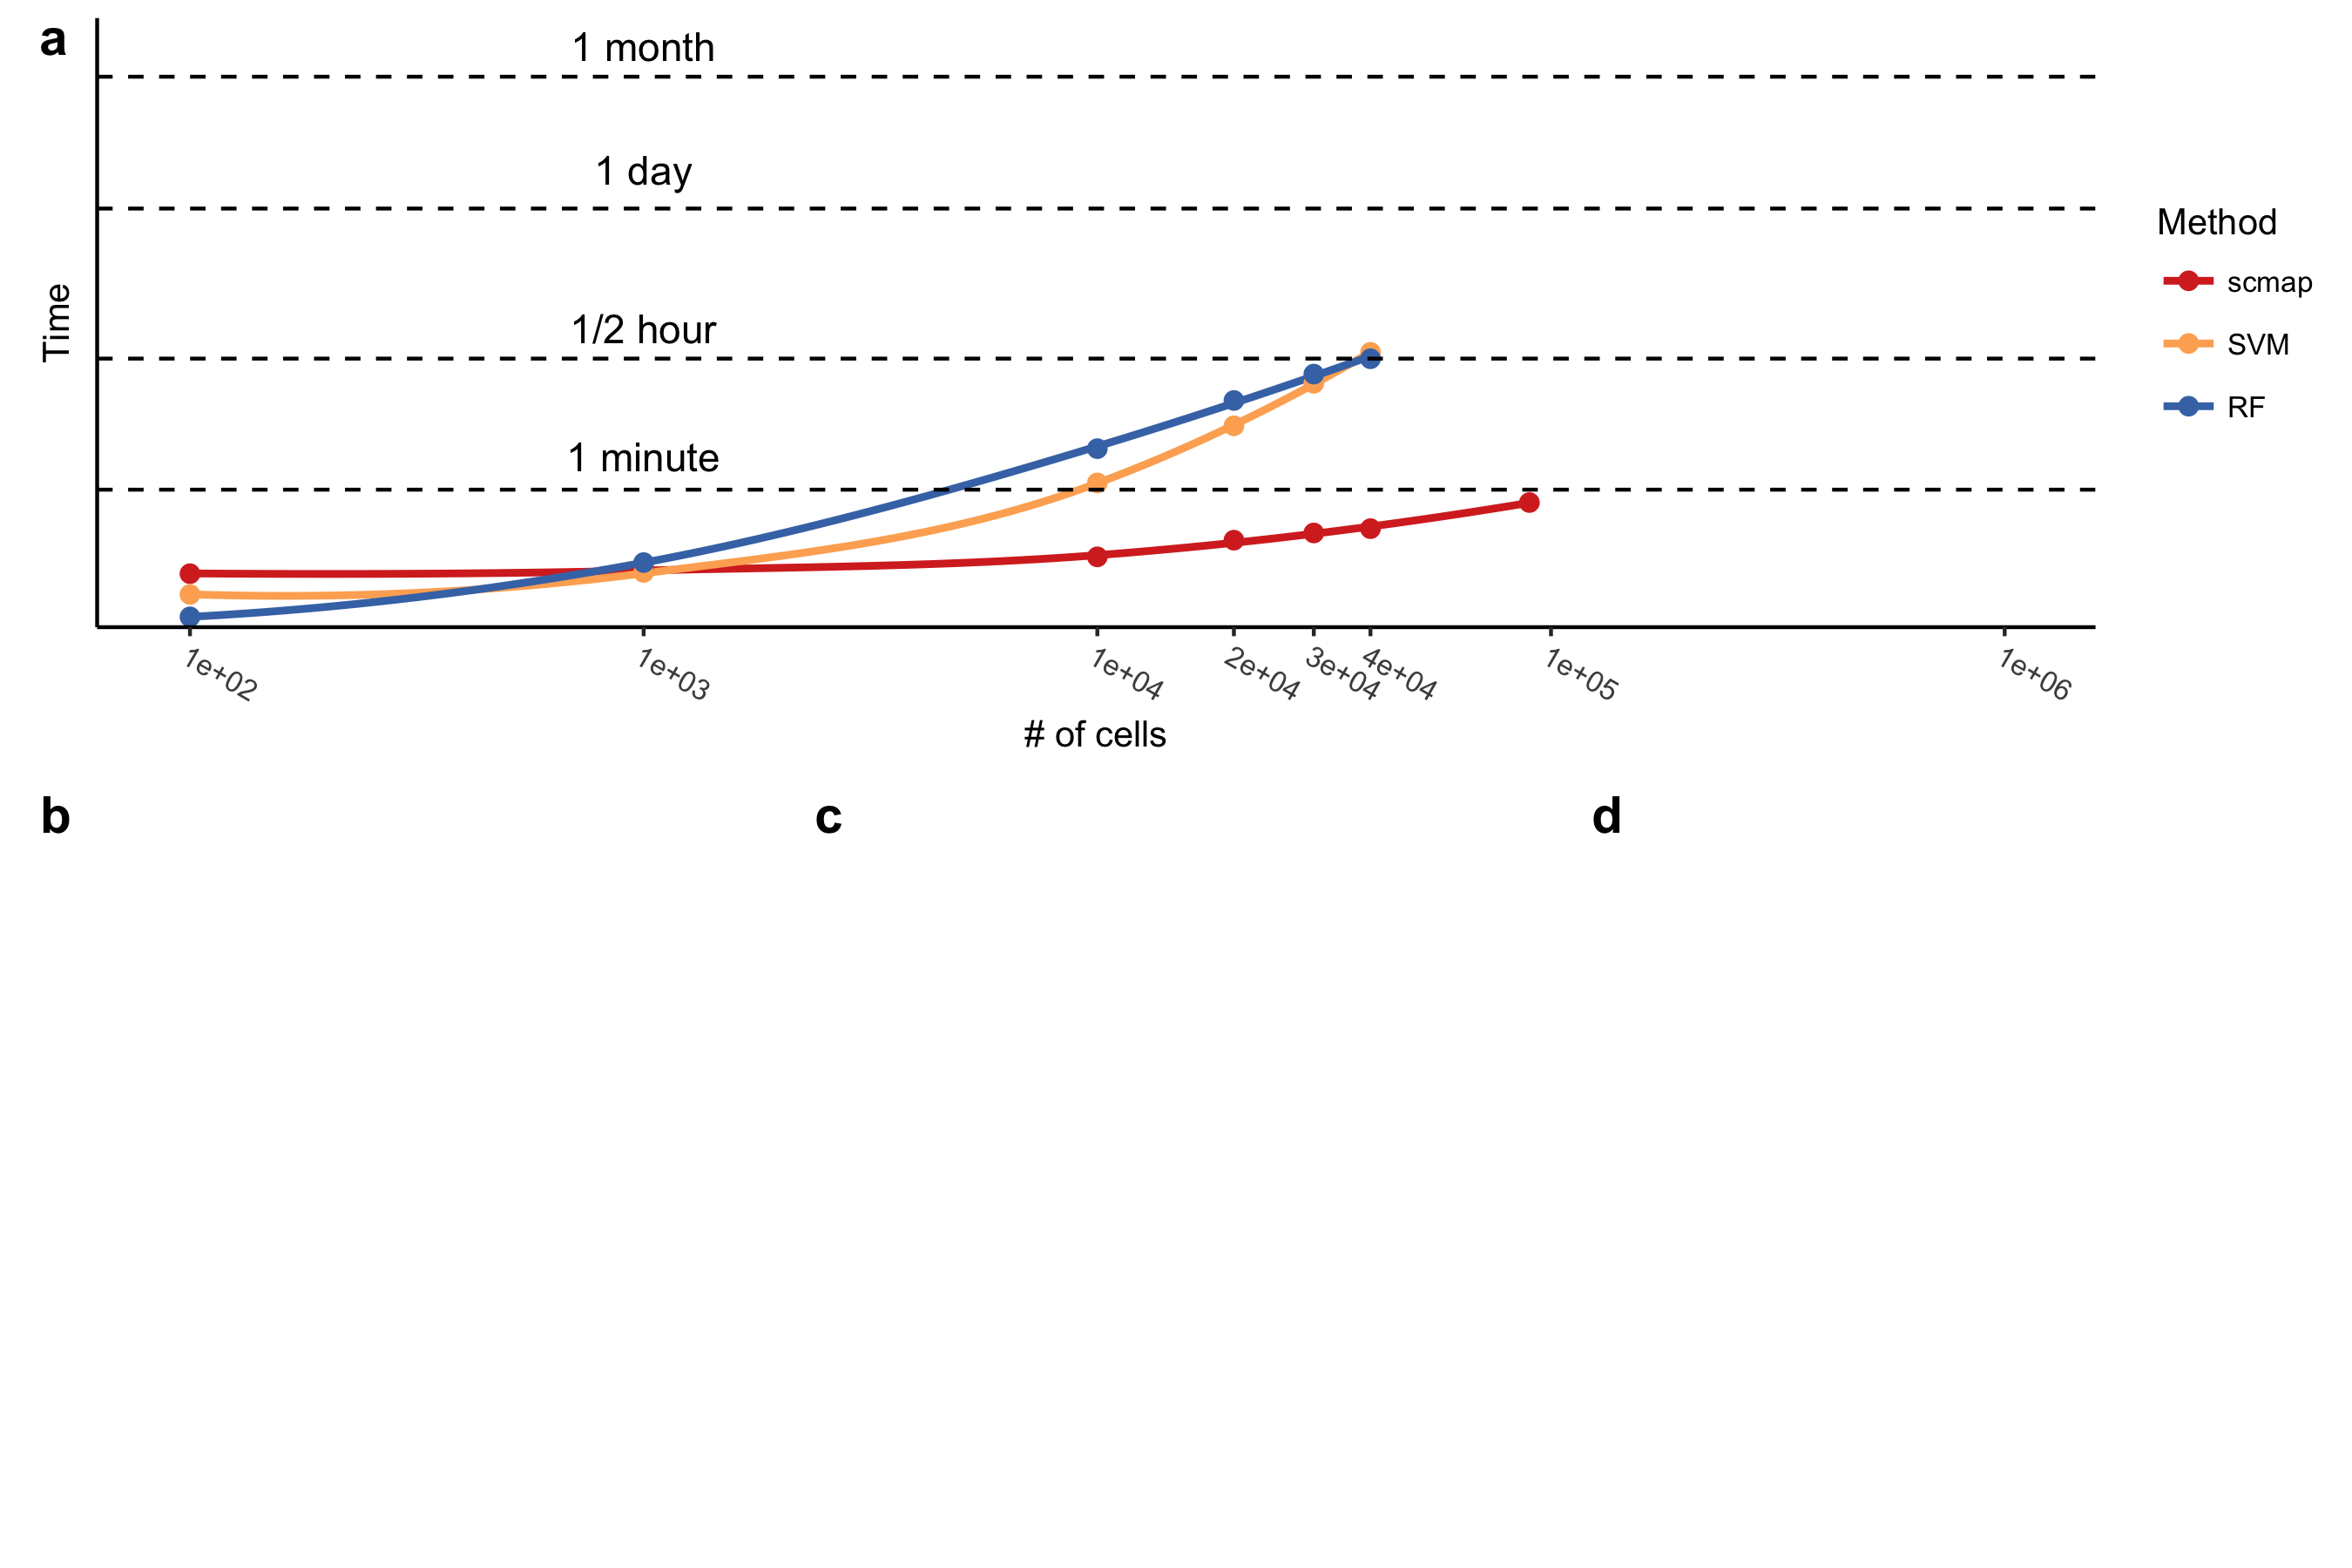 a
1 month
1 day
1/2 hour
1 minute
Time
Method
scmap
SVM
RF
1e+02
1e+03
1e+04
2e+04
3e+04
4e+04
1e+05
1e+06
# of cells
b
c
d